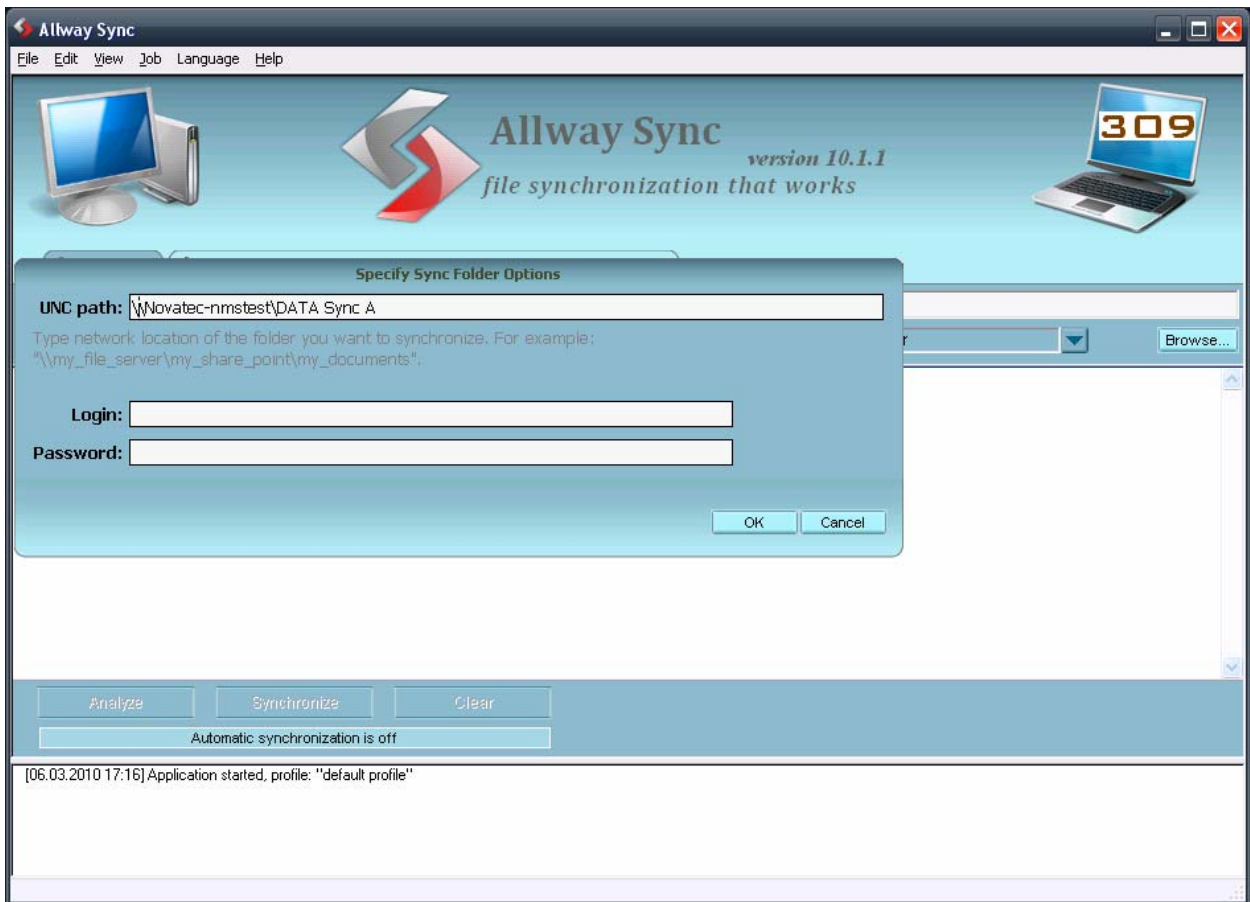 Allway Sync
File Edit View Job Language Help
Allway Sync
version 10.1.1
file synchronization that works
309
Specify Sync Folder Options
UNC path: \\Novatec-nmstest\DATA Sync A
Type network location of the folder you want to synchronize. For example:
"\\my_file_server\my_share_point\my_documents".
r
Browse...
Login:
Password:
OK Cancel
Analyze Synchronize Clear
Automatic synchronization is off
[06.03.2010 17:16] Application started, profile: "default profile"